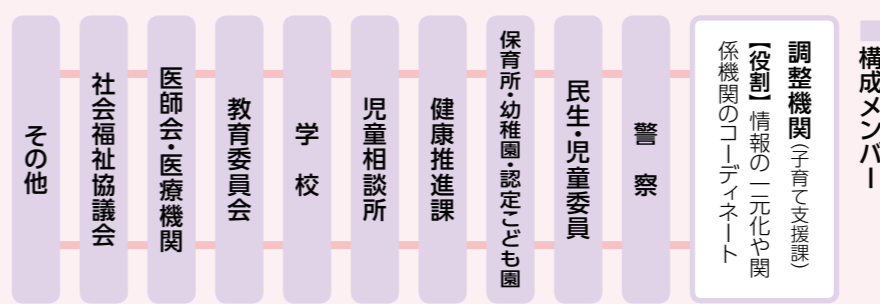 構成メンバー
調整機関(子育て支援課)
【役割】情報の一元化や関
係機関のコーディネート
警察
民生・児童委員
保育所・幼稚園・認定こども園
健康推進課
児童相談所
学校
教育委員会
医師会・医療機関
社会福祉協議会
その他